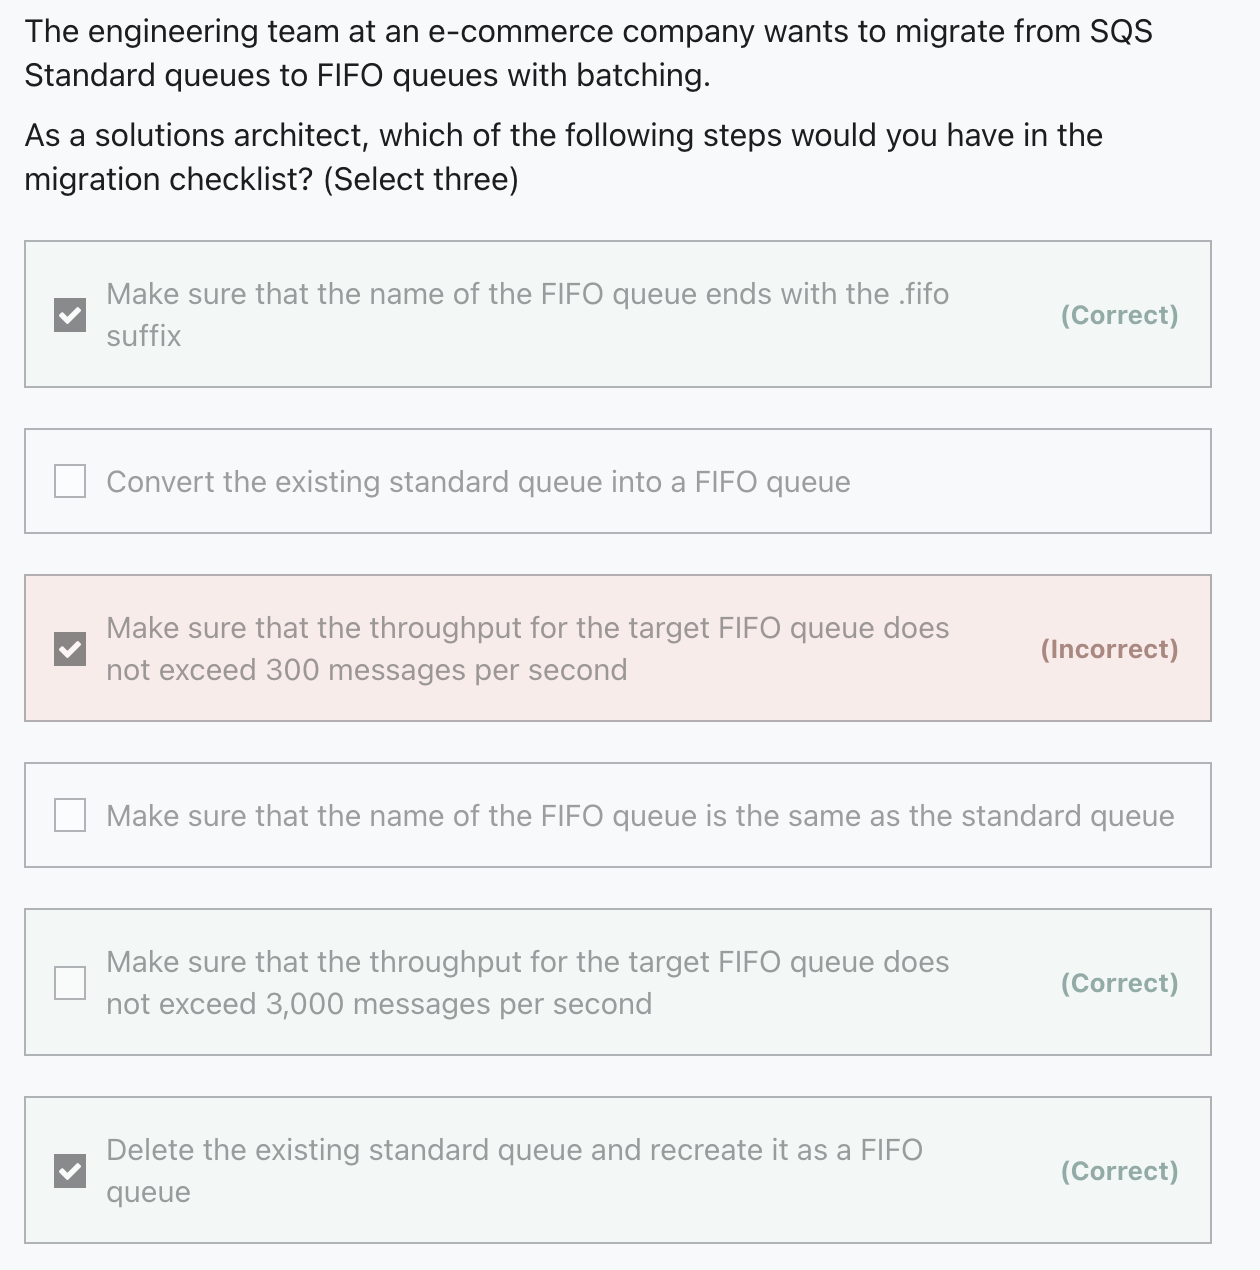 The engineering team at an e-commerce company wants to migrate from SQS
Standard queues to FIFO queues with batching.
As a solutions architect, which of the following steps would you have in the
migration checklist? (Select three)
Make sure that the name of the FIFO queue ends with the .fifo
suffix
(Correct)
Convert the existing standard queue into a FIFO queue
Make sure that the throughput for the target FIFO queue does
not exceed 300 messages per second
(Incorrect)
Make sure that the name of the FIFO queue is the same as the standard queue
Make sure that the throughput for the target FIFO queue does
not exceed 3,000 messages per second
(Correct)
Delete the existing standard queue and recreate it as a FIFO
queue
(Correct)